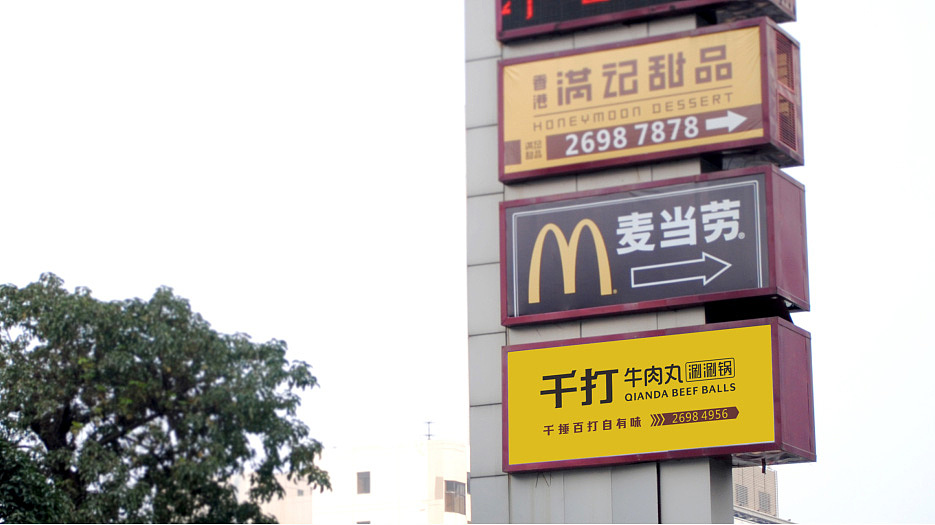 香港 满记甜品
HONEYMOON DESSERT
满记甜品 2698 7878
麦当劳®
千打 牛肉丸 涮涮锅
QIANDA BEEF BALLS
千捶百打自有味 2698 4956